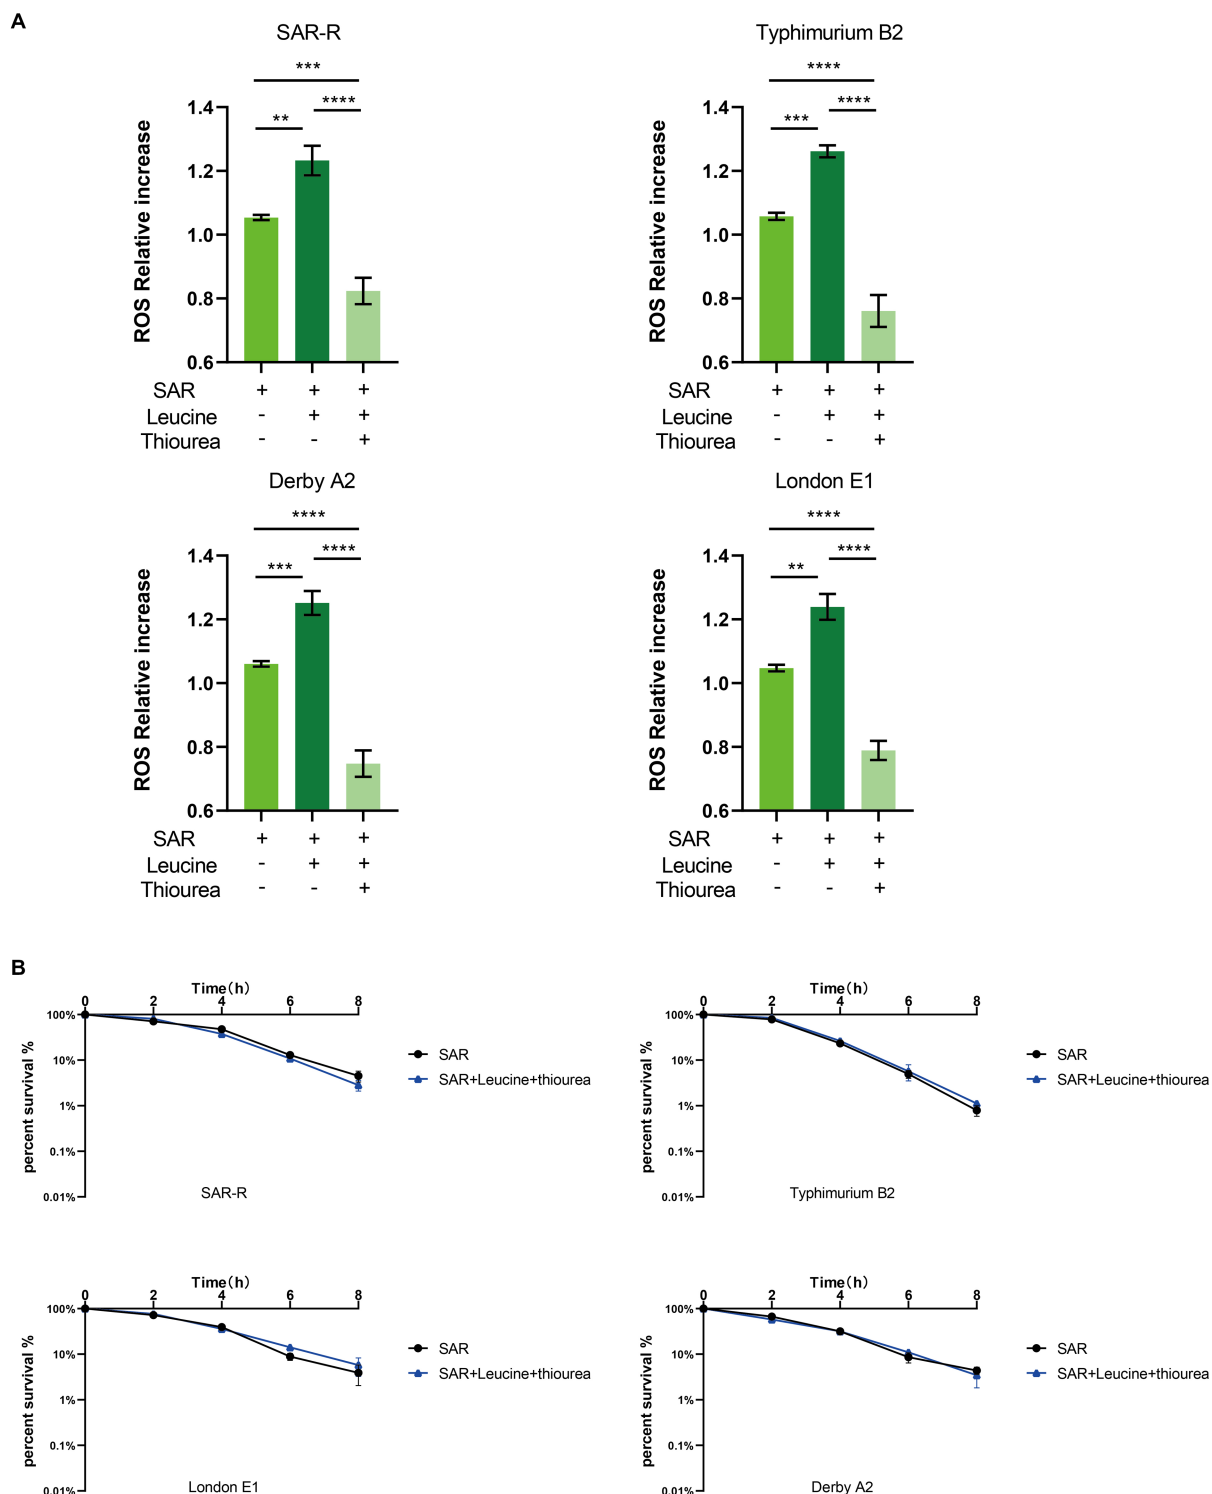 A
SAR-R
***
****
**
1.4
1.2
1.0
0.8
0.6
ROS Relative increase
SAR + + +
Leucine - + +
Thiourea - - +
Typhimurium B2
****
****
***
1.4
1.2
1.0
0.8
0.6
ROS Relative increase
SAR + + +
Leucine - + +
Thiourea - - +
Derby A2
****
****
***
1.4
1.2
1.0
0.8
0.6
ROS Relative increase
SAR + + +
Leucine - + +
Thiourea - - +
London E1
****
****
**
1.4
1.2
1.0
0.8
0.6
ROS Relative increase
SAR + + +
Leucine - + +
Thiourea - - +
B
Time(h)
0 2 4 6 8
100%
10%
1%
0.1%
0.01%
percent survival %
SAR
SAR+Leucine+thiourea
SAR-R
Time(h)
0 2 4 6 8
100%
10%
1%
0.1%
0.01%
percent survival %
SAR
SAR+Leucine+thiourea
Typhimurium B2
Time(h)
0 2 4 6 8
100%
10%
1%
0.1%
0.01%
percent survival %
SAR
SAR+Leucine+thiourea
London E1
Time(h)
0 2 4 6 8
100%
10%
1%
0.1%
0.01%
percent survival %
SAR
SAR+Leucine+thiourea
Derby A2